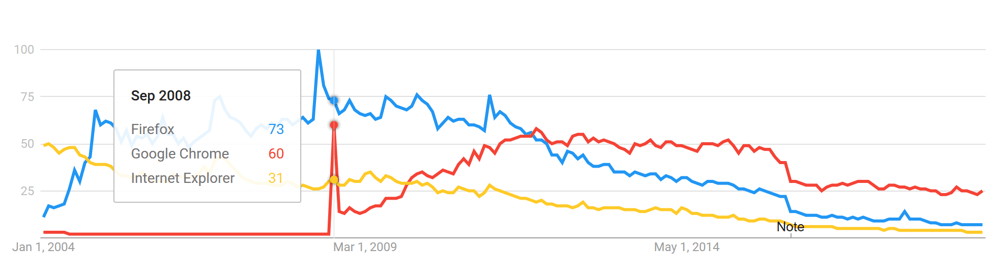 100
75
Sep 2008
Firefox 73
50
Google Chrome 60
Internet Explorer 31
25
Note
Jan 1, 2004
Mar 1, 2009
May 1, 2014